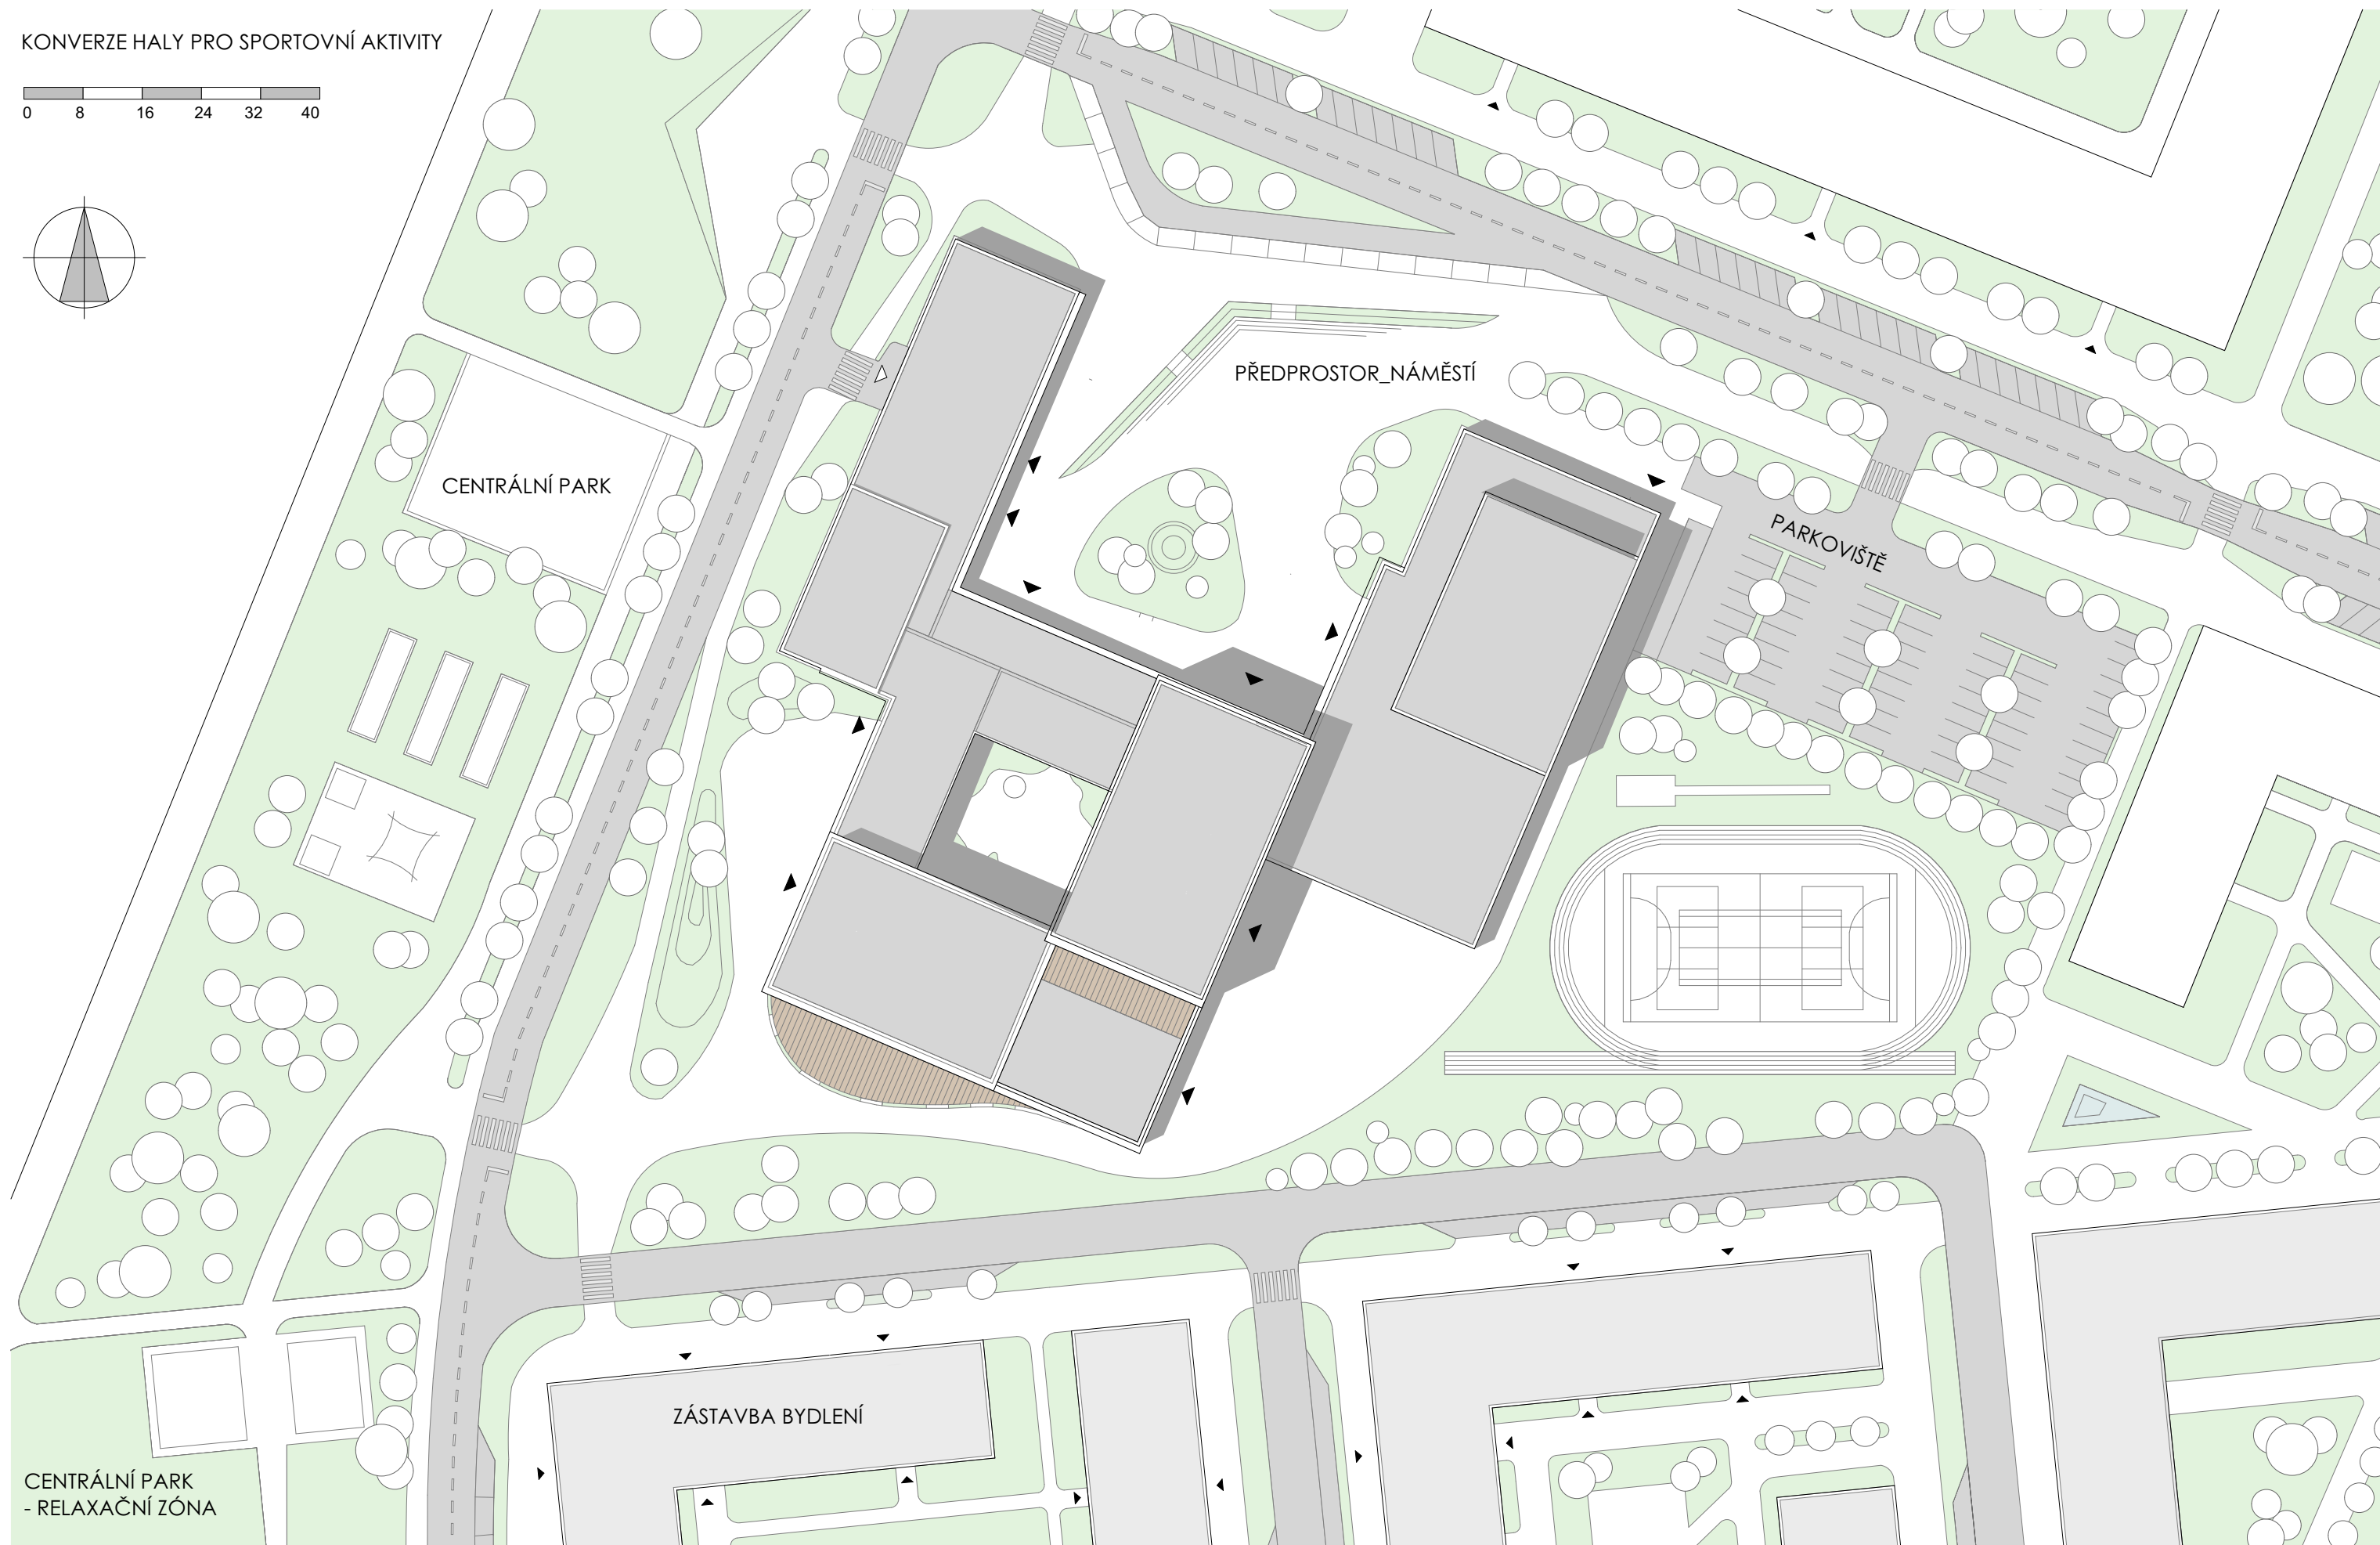 KONVERZE HALY PRO SPORTOVNÍ AKTIVITY
0 8 16 24 32 40
PŘEDPROSTOR_NÁMĚSTÍ
CENTRÁLNÍ PARK
PARKOVIŠTĚ
ZÁSTAVBA BYDLENÍ
CENTRÁLNÍ PARK
- RELAXAČNÍ ZÓNA